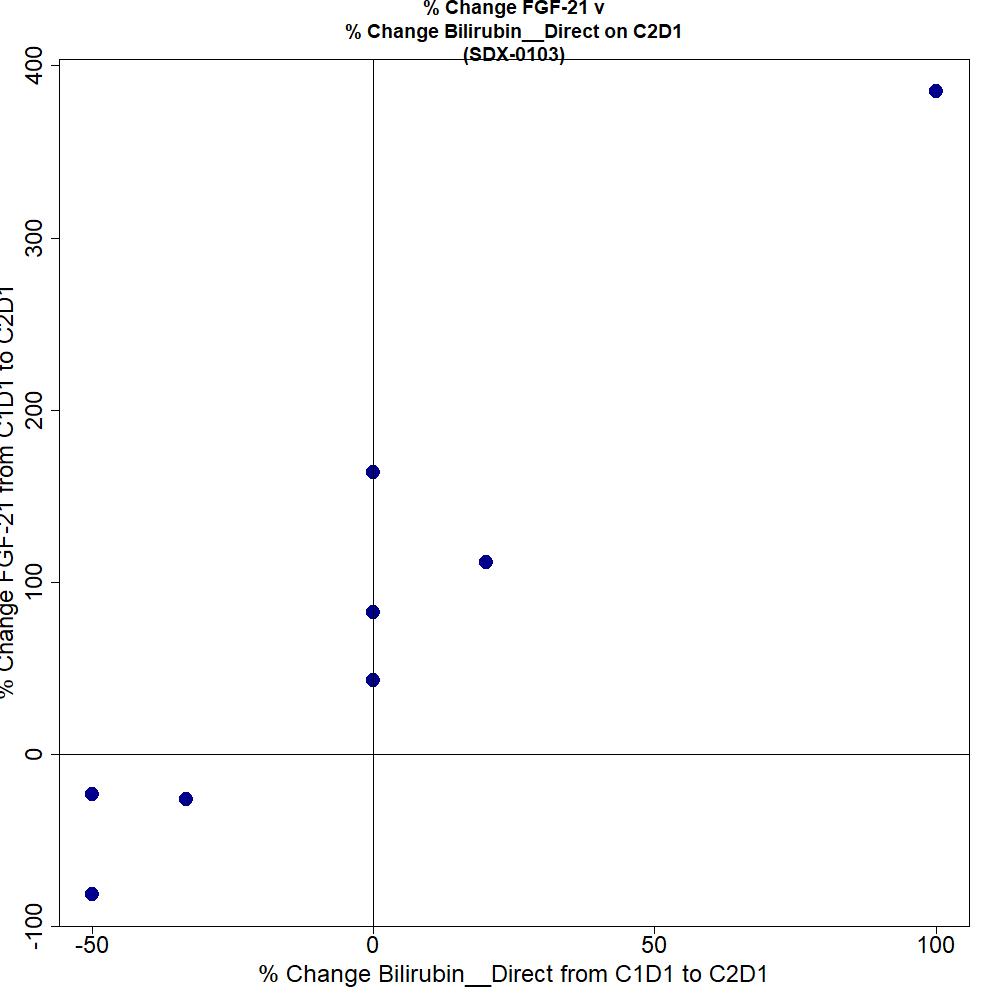 % Change FGF-21 v
% Change Bilirubin__Direct on C2D1
(SDX-0103)
400
300
200
100
0
-100
% Change FGF-21 from C1D1 to C2D1
-50
0
50
100
% Change Bilirubin__Direct from C1D1 to C2D1